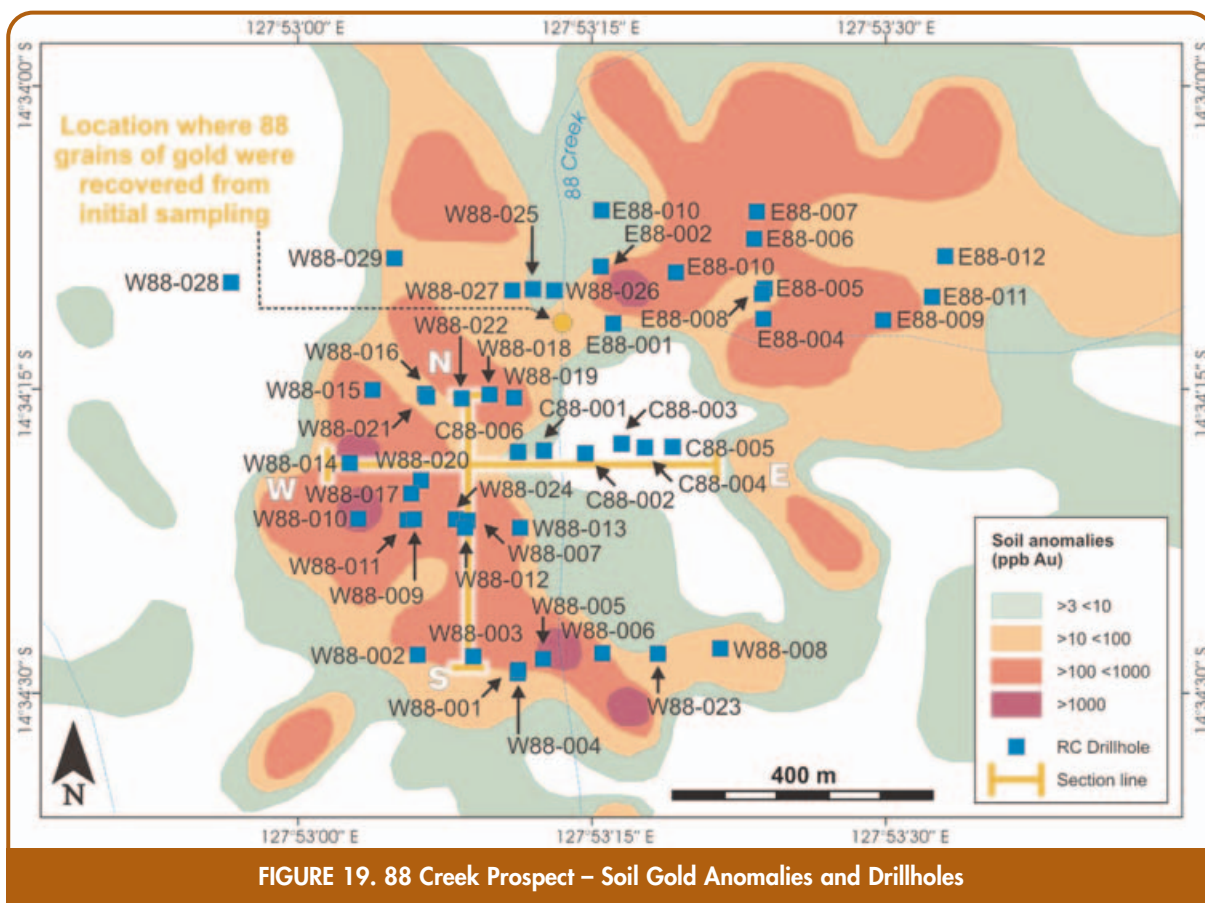 127°53'00" E
127°53'15" E
127°53'30" E
14°34'00" S
14°34'00" S
Location where 88
grains of gold were
recovered from
initial sampling
88 Creek
W88-025
E88-010
E88-007
E88-002
E88-006
W88-029
E88-010
E88-012
W88-028
W88-027
W88-026
E88-005
E88-011
W88-022
E88-008
E88-009
E88-001
E88-004
W88-016
N
W88-018
14°34'15" S
14°34'15" S
W88-015
W88-019
C88-001
C88-003
W88-021
C88-006
C88-005
W88-014
W88-020
W
E
W88-017
W88-024
C88-002
C88-004
W88-010
W88-013
W88-007
W88-011
W88-012
W88-009
W88-005
W88-003
W88-006
W88-002
W88-008
S
W88-001
W88-023
W88-004
14°34'30" S
14°34'30" S
Soil anomalies
(ppb Au)
>3 <10
>10 <100
>100 <1000
>1000
RC Drillhole
Section line
N
400 m
127°53'00" E
127°53'15" E
127°53'30" E
FIGURE 19. 88 Creek Prospect – Soil Gold Anomalies and Drillholes